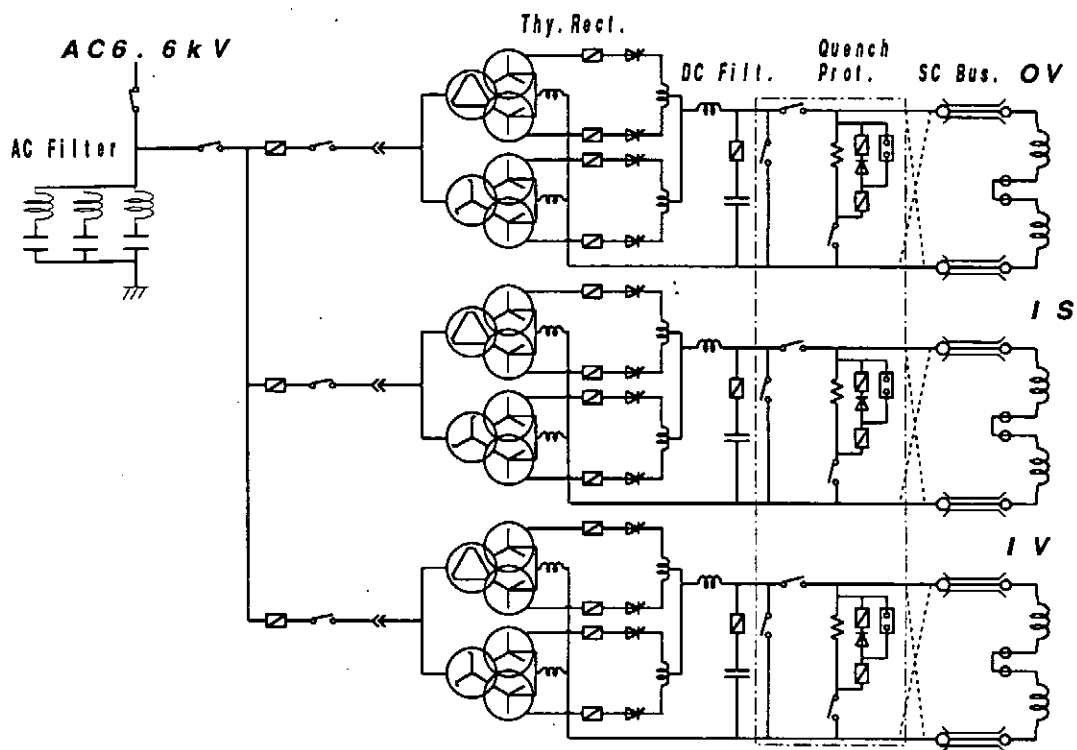 Thy. Rect.
AC6. 6kV
Quench
Prot.
DC Filt.
SC Bus.
OV
AC Filter
IS
IV